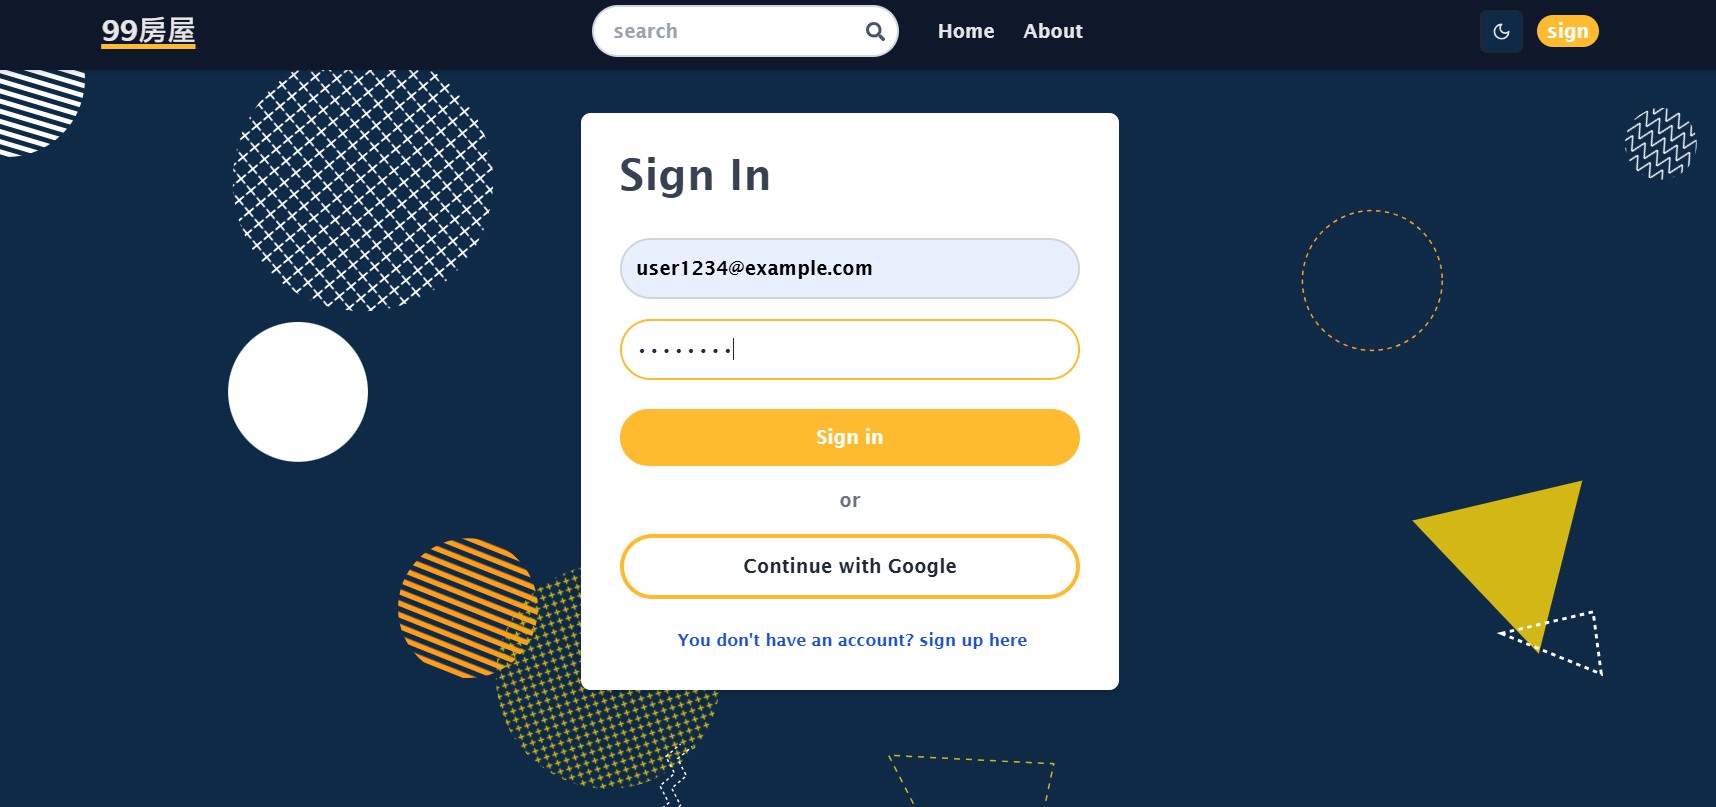 99房屋
search
Home
About
sign
Sign In
user1234@example.com
••••••••
Sign in
or
Continue with Google
You don't have an account? sign up here